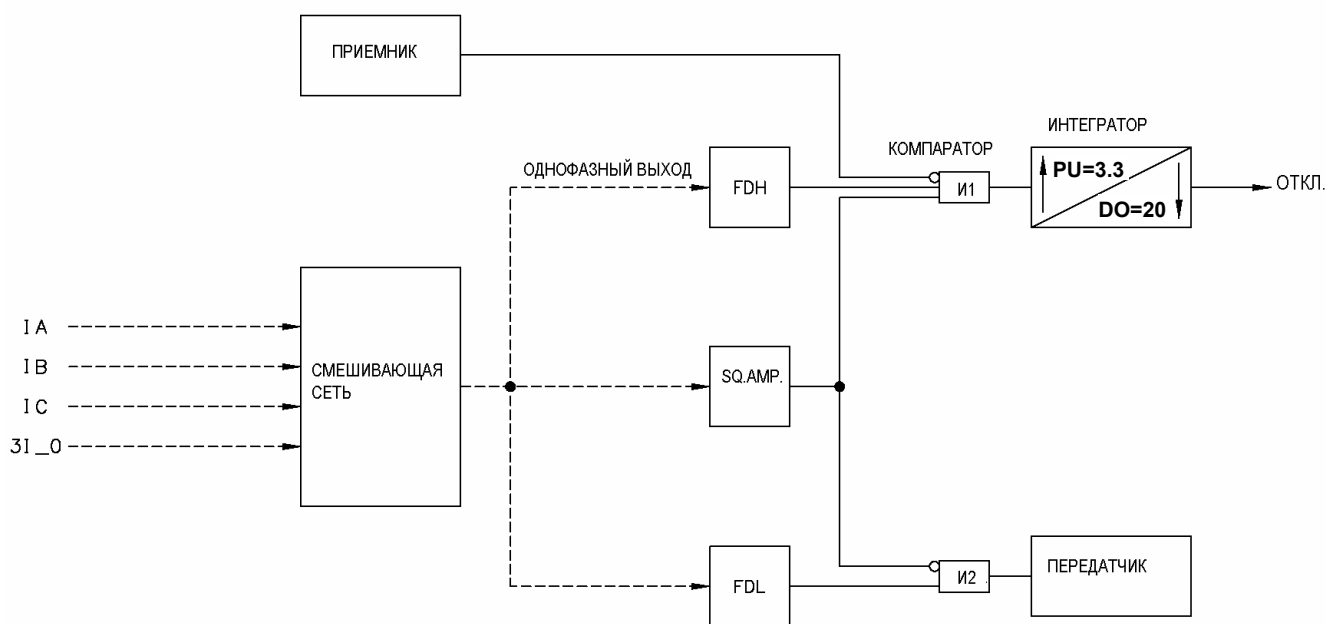 ПРИЕМНИК
ИНТЕГРАТОР
КОМПАРАТОР
ОДНОФАЗНЫЙ ВЫХОД
FDH
И1
PU=3.3
DO=20
ОТКЛ.
IA
IB
IC
3I_0
СМЕШИВАЮЩАЯ
СЕТЬ
SQ.AMP.
FDL
И2
ПЕРЕДАТЧИК